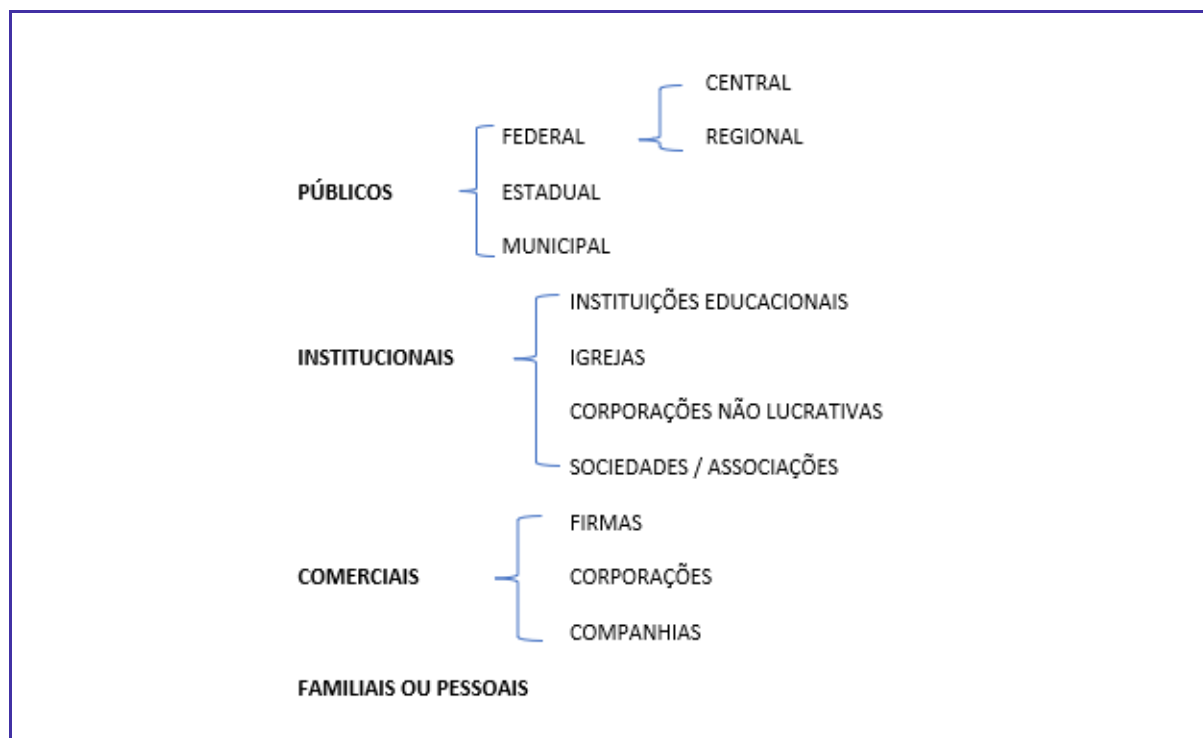 CENTRAL
FEDERAL REGIONAL
PÚBLICOS ESTADUAL
MUNICIPAL
INSTITUIÇÕES EDUCACIONAIS
INSTITUCIONAIS IGREJAS
CORPORAÇÕES NÃO LUCRATIVAS
SOCIEDADES / ASSOCIAÇÕES
FIRMAS
COMERCIAIS CORPORAÇÕES
COMPANHIAS
FAMILIAIS OU PESSOAIS